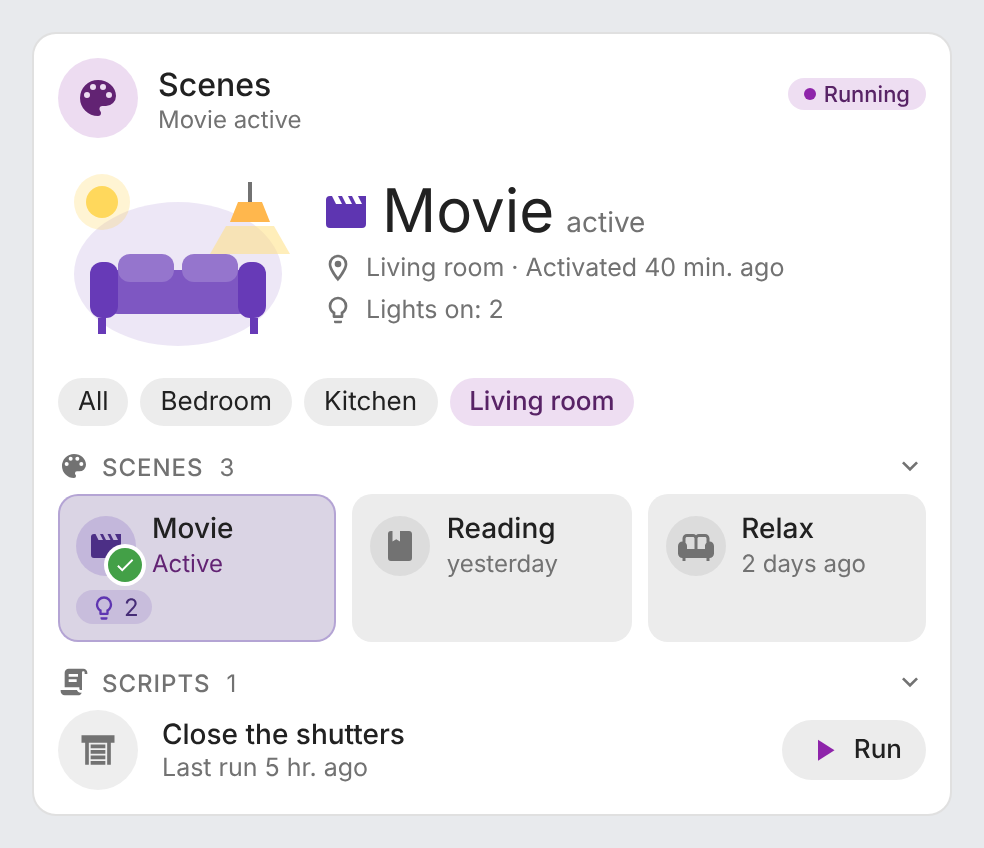 Scenes
Movie active
Running
Movie active
Living room · Activated 40 min. ago
Lights on: 2
All Bedroom Kitchen Living room
SCENES 3
Movie
Active
2
Reading
yesterday
Relax
2 days ago
SCRIPTS 1
Close the shutters
Last run 5 hr. ago
Run